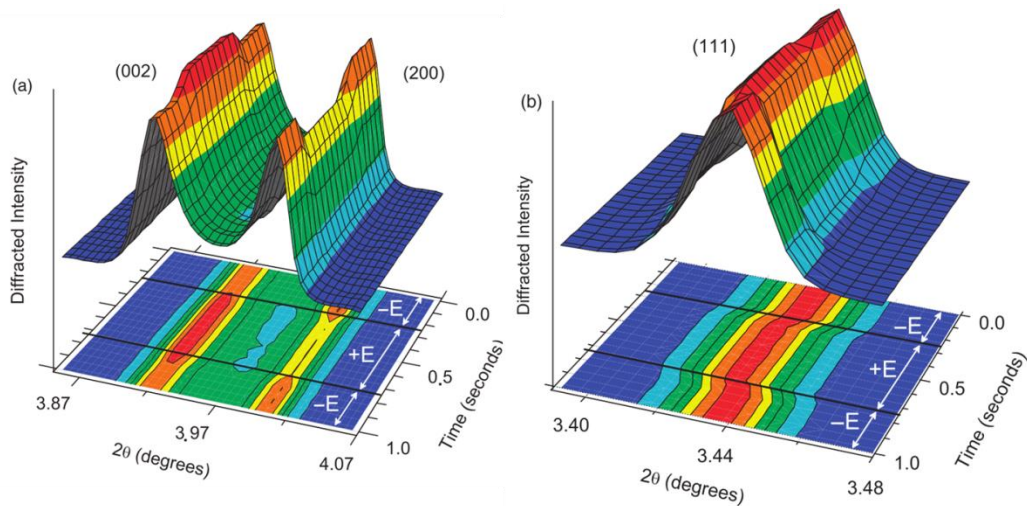 (a)
(002)
(200)
Diffracted Intensity
3.87
3,97
4.07
2θ (degrees)
0.0
0,5
1.0
Time (seconds)
–E
+E
–E
(b)
(111)
Diffracted Intensity
3.40
3.44
3.48
2θ (degrees)
0.0
0.5
1.0
Time (seconds)
–E
+E
–E